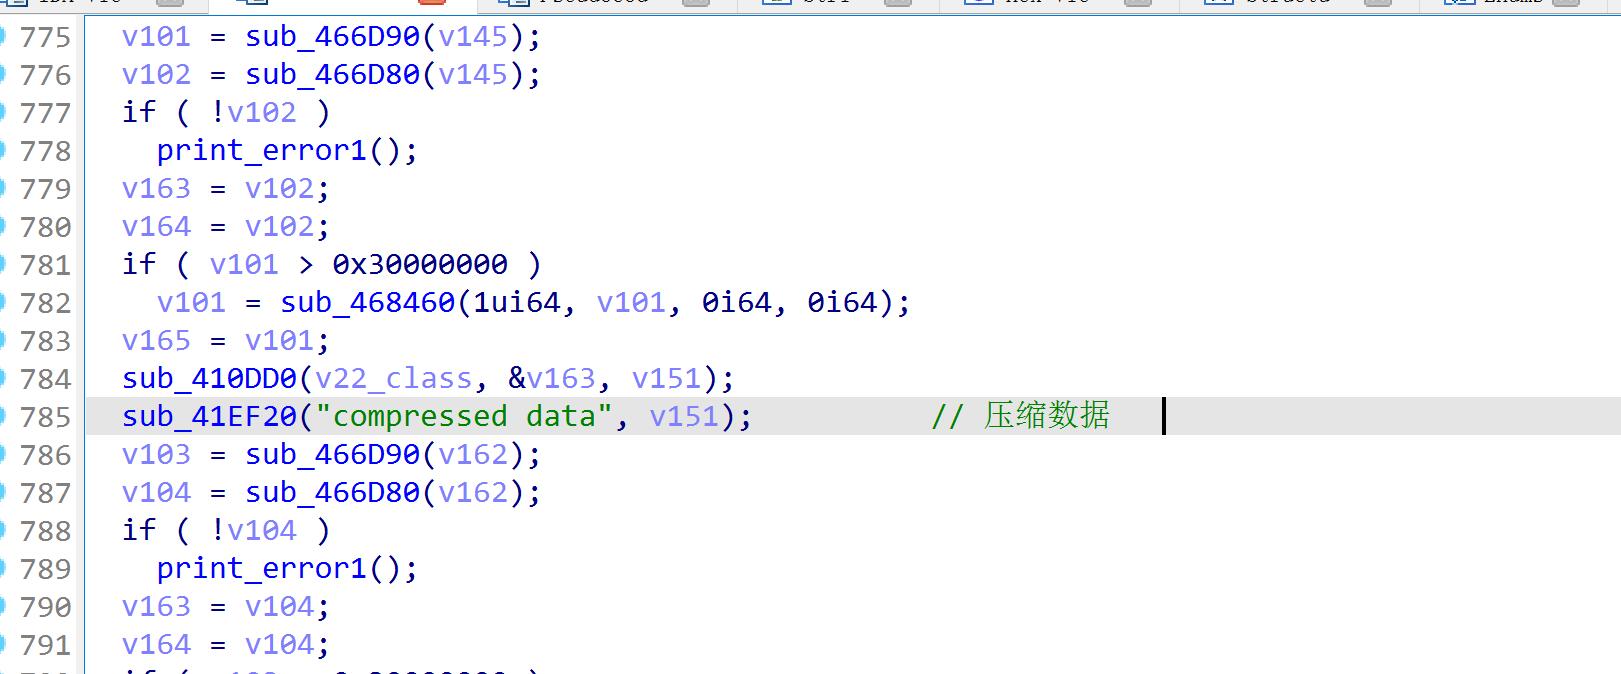 775 v101 = sub_466D90(v145);
776 v102 = sub_466D80(v145);
777 if ( !v102 )
778 print_error1();
779 v163 = v102;
780 v164 = v102;
781 if ( v101 > 0x30000000 )
782 v101 = sub_468460(1ui64, v101, 0i64, 0i64);
783 v165 = v101;
784 sub_410DD0(v22_class, &v163, v151);
785 sub_41EF20("compressed data", v151); // 压缩数据
786 v103 = sub_466D90(v162);
787 v104 = sub_466D80(v162);
788 if ( !v104 )
789 print_error1();
790 v163 = v104;
791 v164 = v104;